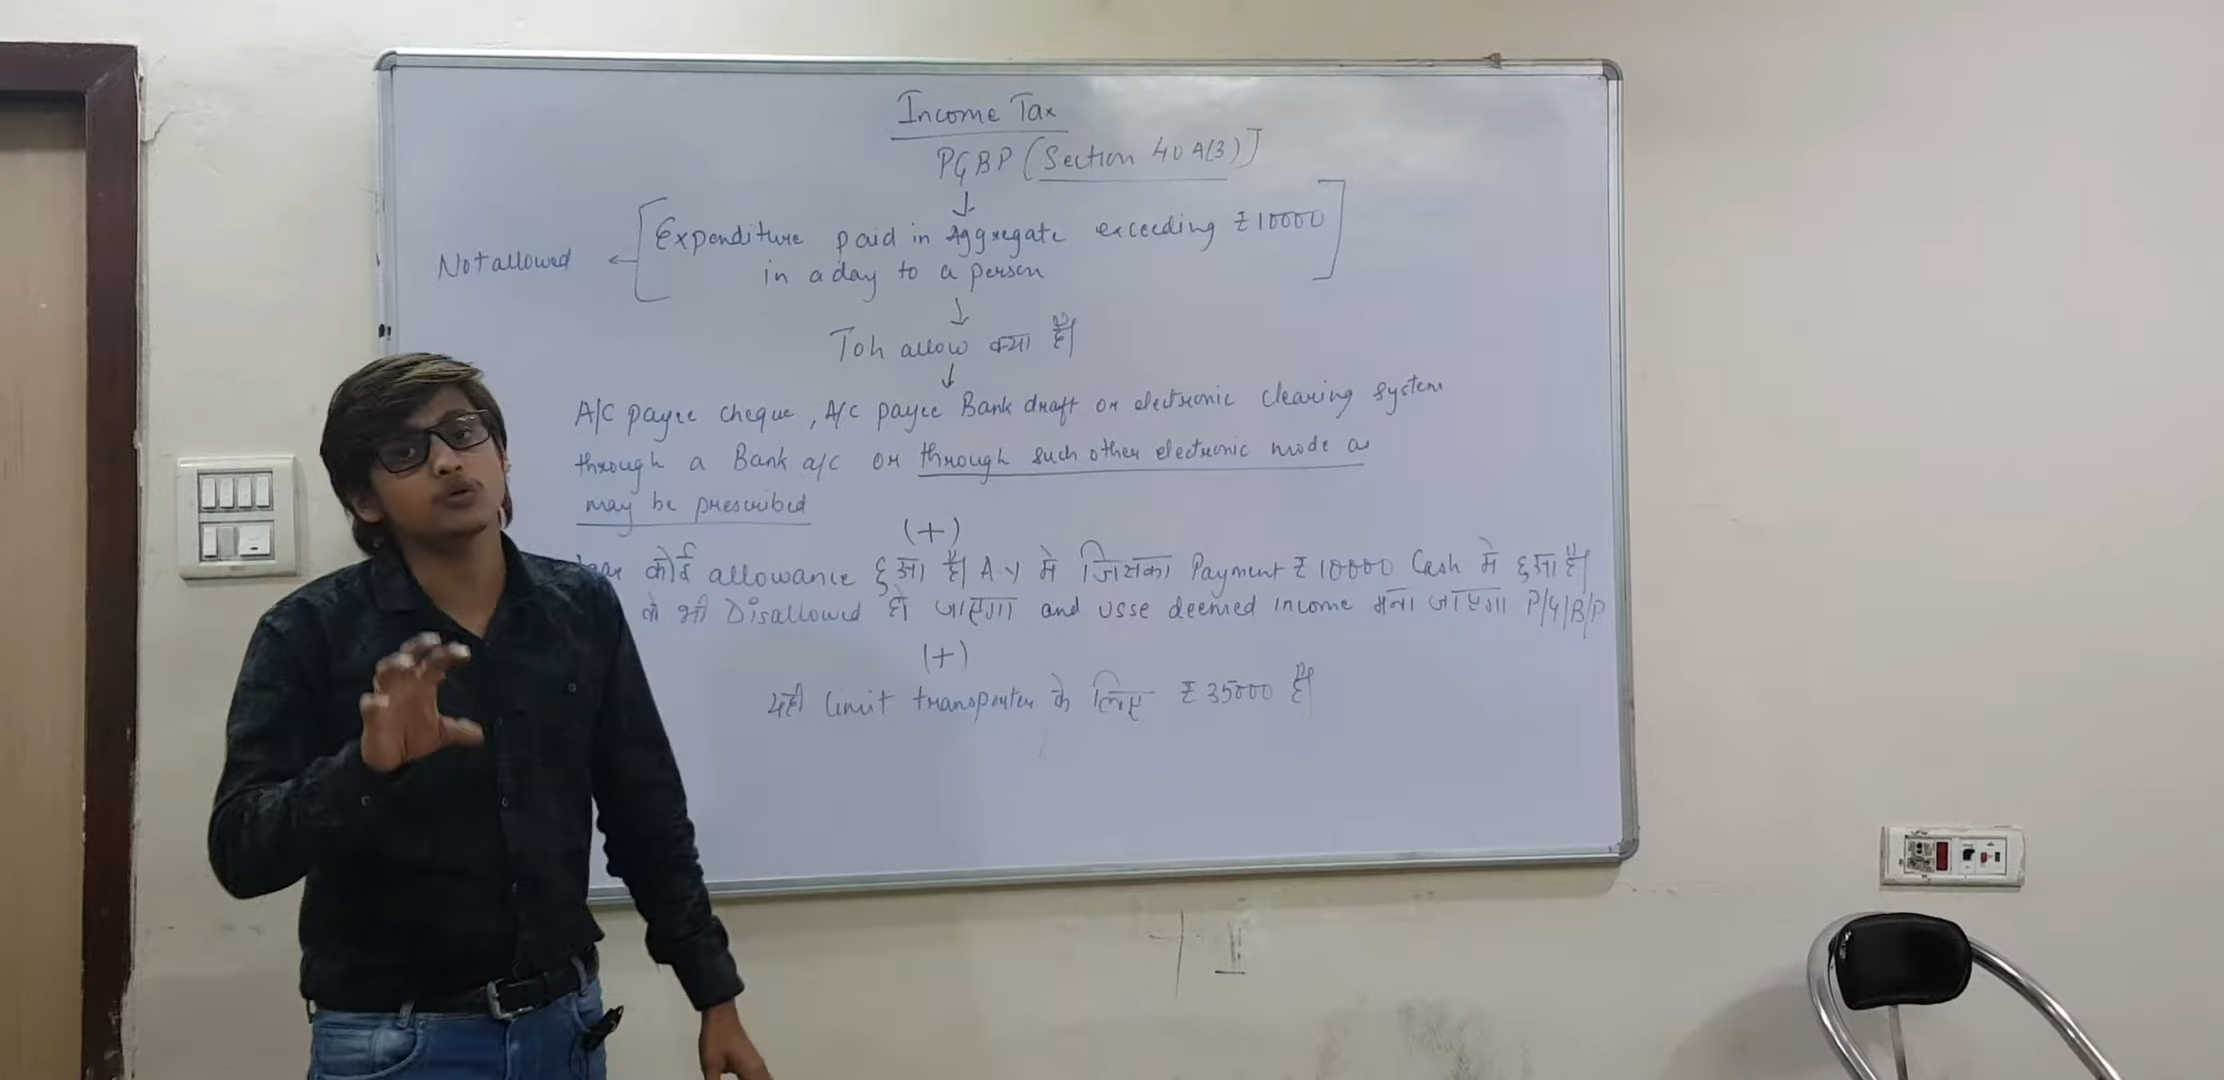 Income Tax
PGBP (Section 40A(3)]
Expenditure paid in Aggregate exceeding ₹10000
Not allowed
in a day to a person
Toh allow क्या है।
A/C payee cheque, A/C payee Bank draft or electronic clearing system
through a Bank a/c or through such other electronic mode as
may be prescribed
(+)
कोई allowance हुआ है। A.Y मे जिसका Payment ₹10000 Cash मे हुआ है।
वो भी Disallowed हो जाएगा and usse deemed income माना जाएगा P/G/B/P
(+)
यही limit transporter के लिए ₹35000 है।